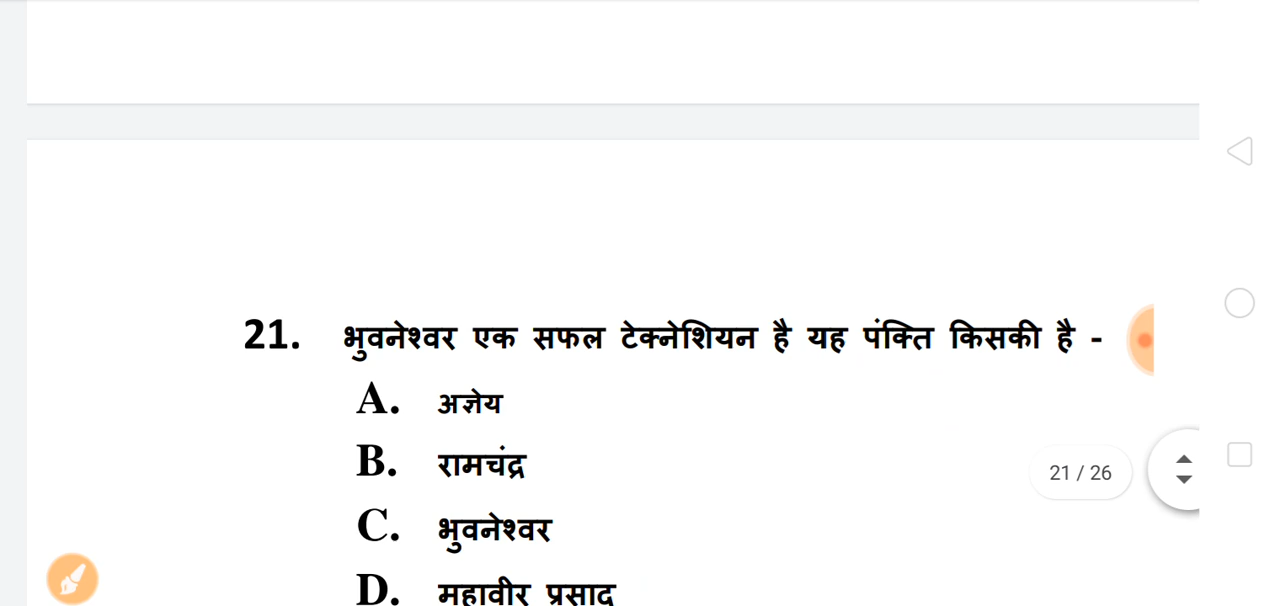 21. भुवनेश्वर एक सफल टेक्नेशियन है यह पंक्ति किसकी है -
A. अज्ञेय
B. रामचंद्र
21 / 26
C. भुवनेश्वर
D. महावीर प्रसाद